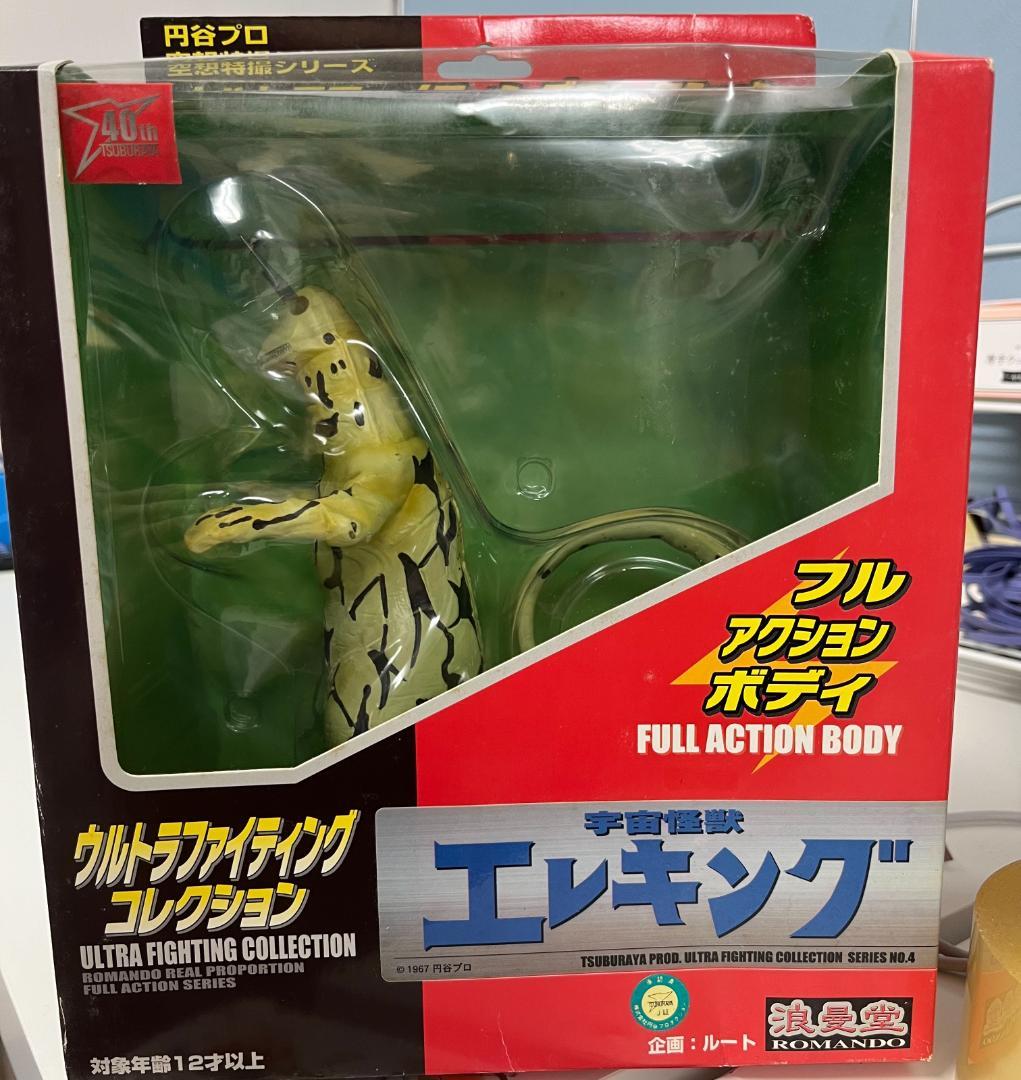 円谷プロ
空想特撮シリーズ
40th
TSUBURAYA
フル
アクション
ボディ
FULL ACTION BODY
宇宙怪獣
エレキング
© 1967 円谷プロ
TSUBURAYA PROD. ULTRA FIGHTING COLLECTION SERIES NO.4
ウルトラファイティング
コレクション
ULTRA FIGHTING COLLECTION
ROMANDO REAL PROPORTION
FULL ACTION SERIES
対象年齢12才以上
企画：ルート
浪曼堂
ROMANDO